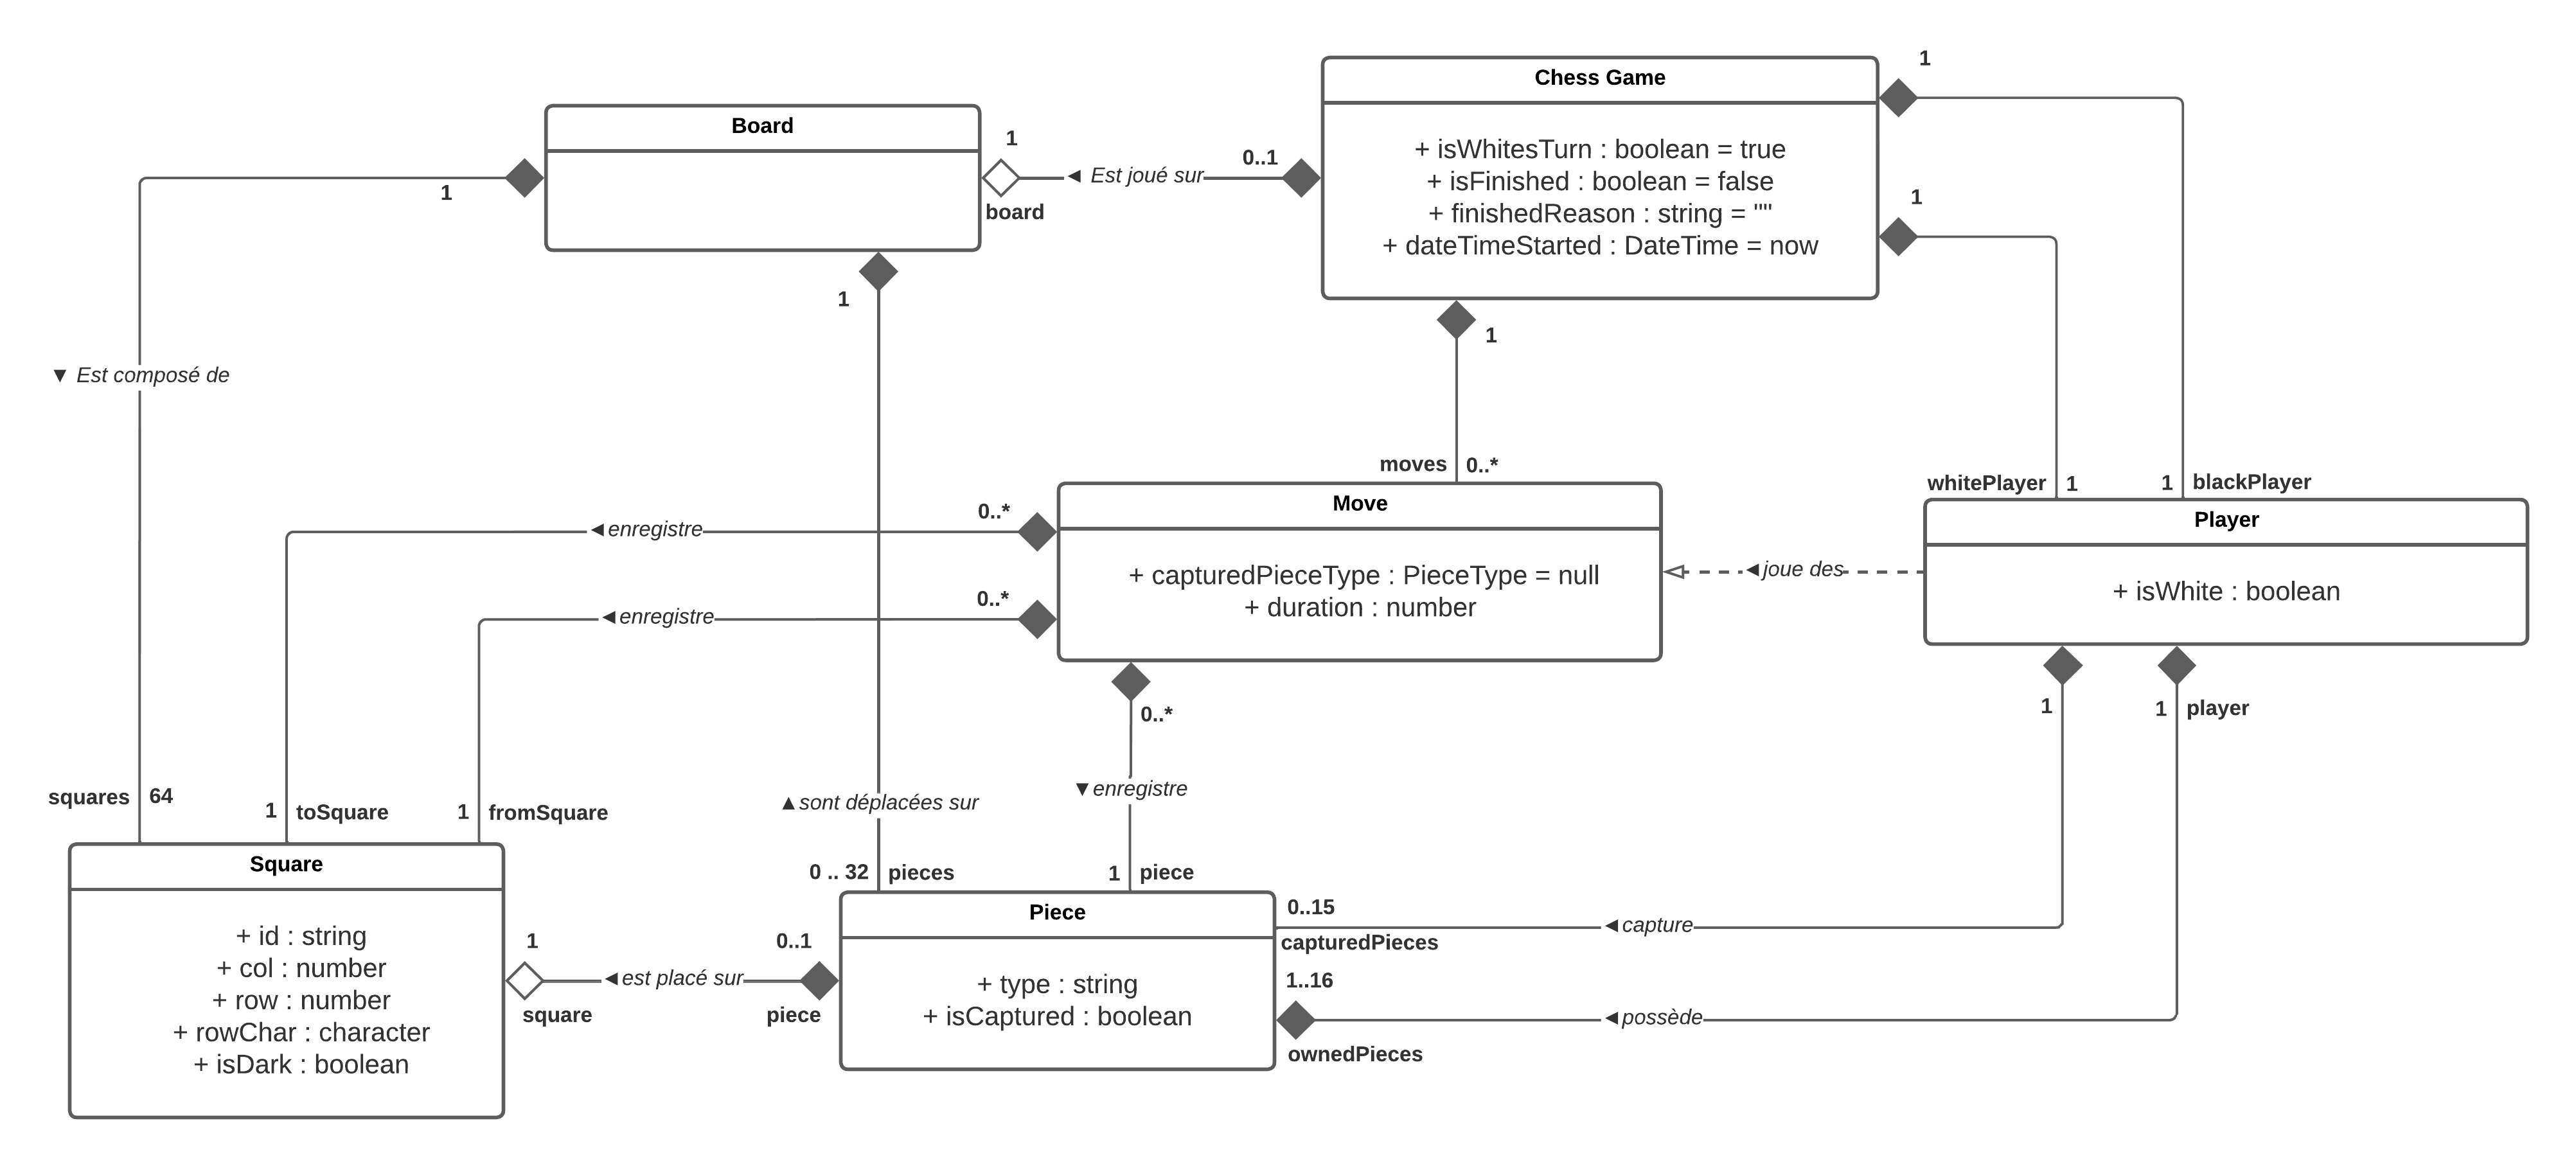 Chess Game
+ isWhitesTurn : boolean = true
+ isFinished : boolean = false
+ finishedReason : string = ""
+ dateTimeStarted : DateTime = now
1
1
1
Board
1
board
◄ Est joué sur
0..1
1
1
▼ Est composé de
squares
64
moves
0..*
Move
+ capturedPieceType : PieceType = null
+ duration : number
whitePlayer
1
1
blackPlayer
Player
+ isWhite : boolean
◄ joue des
0..*
◄ enregistre
0..*
◄ enregistre
0..*
▼ enregistre
1
player
1
1
toSquare
1
fromSquare
▲ sont déplacées sur
0 .. 32
pieces
1
piece
Square
+ id : string
+ col : number
+ row : number
+ rowChar : character
+ isDark : boolean
1
square
◄ est placé sur
0..1
piece
Piece
+ type : string
+ isCaptured : boolean
0..15
capturedPieces
◄ capture
1..16
ownedPieces
◄ possède